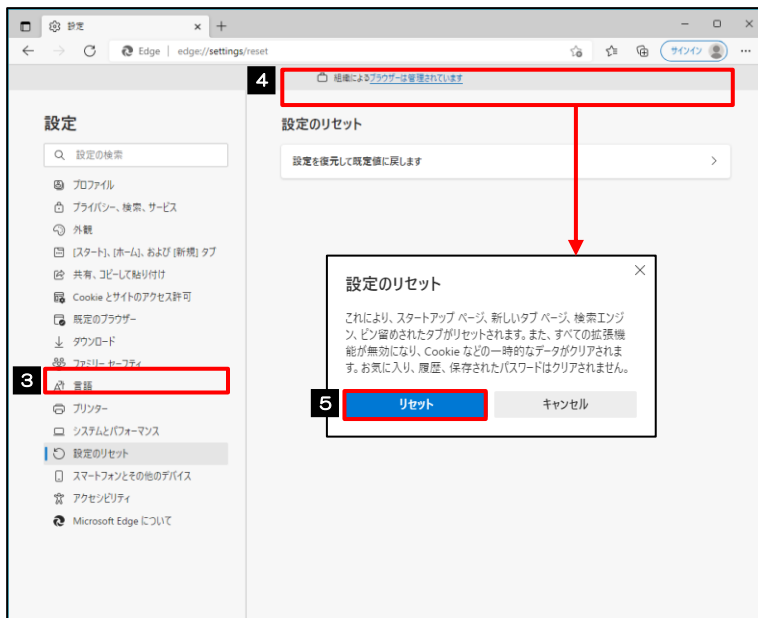 設定
Edge | edge://settings/reset
サインイン
4
組織によるブラウザーは管理されています
設定
設定の検索
プロファイル
プライバシー、検索、サービス
外観
[スタート]、[ホーム]、および [新規] タブ
共有、コピーして貼り付け
Cookie とサイトのアクセス許可
既定のブラウザー
ダウンロード
ファミリー セーフティ
3
言語
プリンター
システムとパフォーマンス
設定のリセット
スマートフォンとその他のデバイス
アクセシビリティ
Microsoft Edge について
設定のリセット
設定を復元して既定値に戻します
設定のリセット
これにより、スタートアップ ページ、新しいタブ ページ、検索エンジ
ン、ピン留めされたタブがリセットされます。また、すべての拡張機
能が無効になり、Cookie などの一時的なデータがクリアされま
す。お気に入り、履歴、保存されたパスワードはクリアされません。
5
リセット
キャンセル